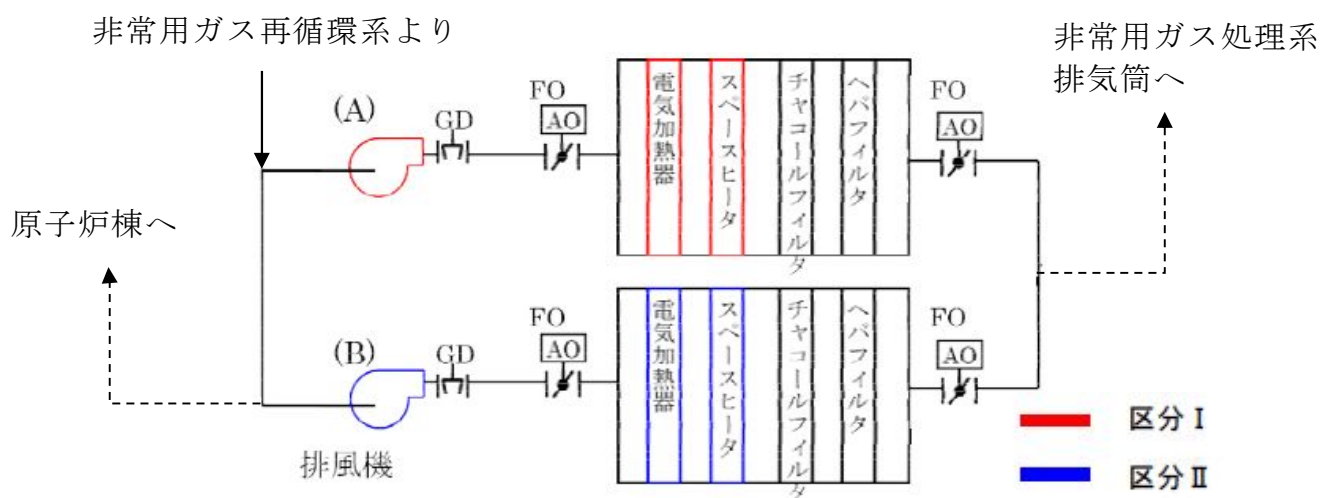 非常用ガス再循環系より
非常用ガス処理系
排気筒へ
原子炉棟へ
(A)
GD
FO
AO
電気加熱器
スペースヒータ
チャコールフィルタ
ヘパフィルタ
FO
AO
(B)
GD
FO
AO
電気加熱器
スペースヒータ
チャコールフィルタ
ヘパフィルタ
FO
AO
排風機
区分Ⅰ
区分Ⅱ